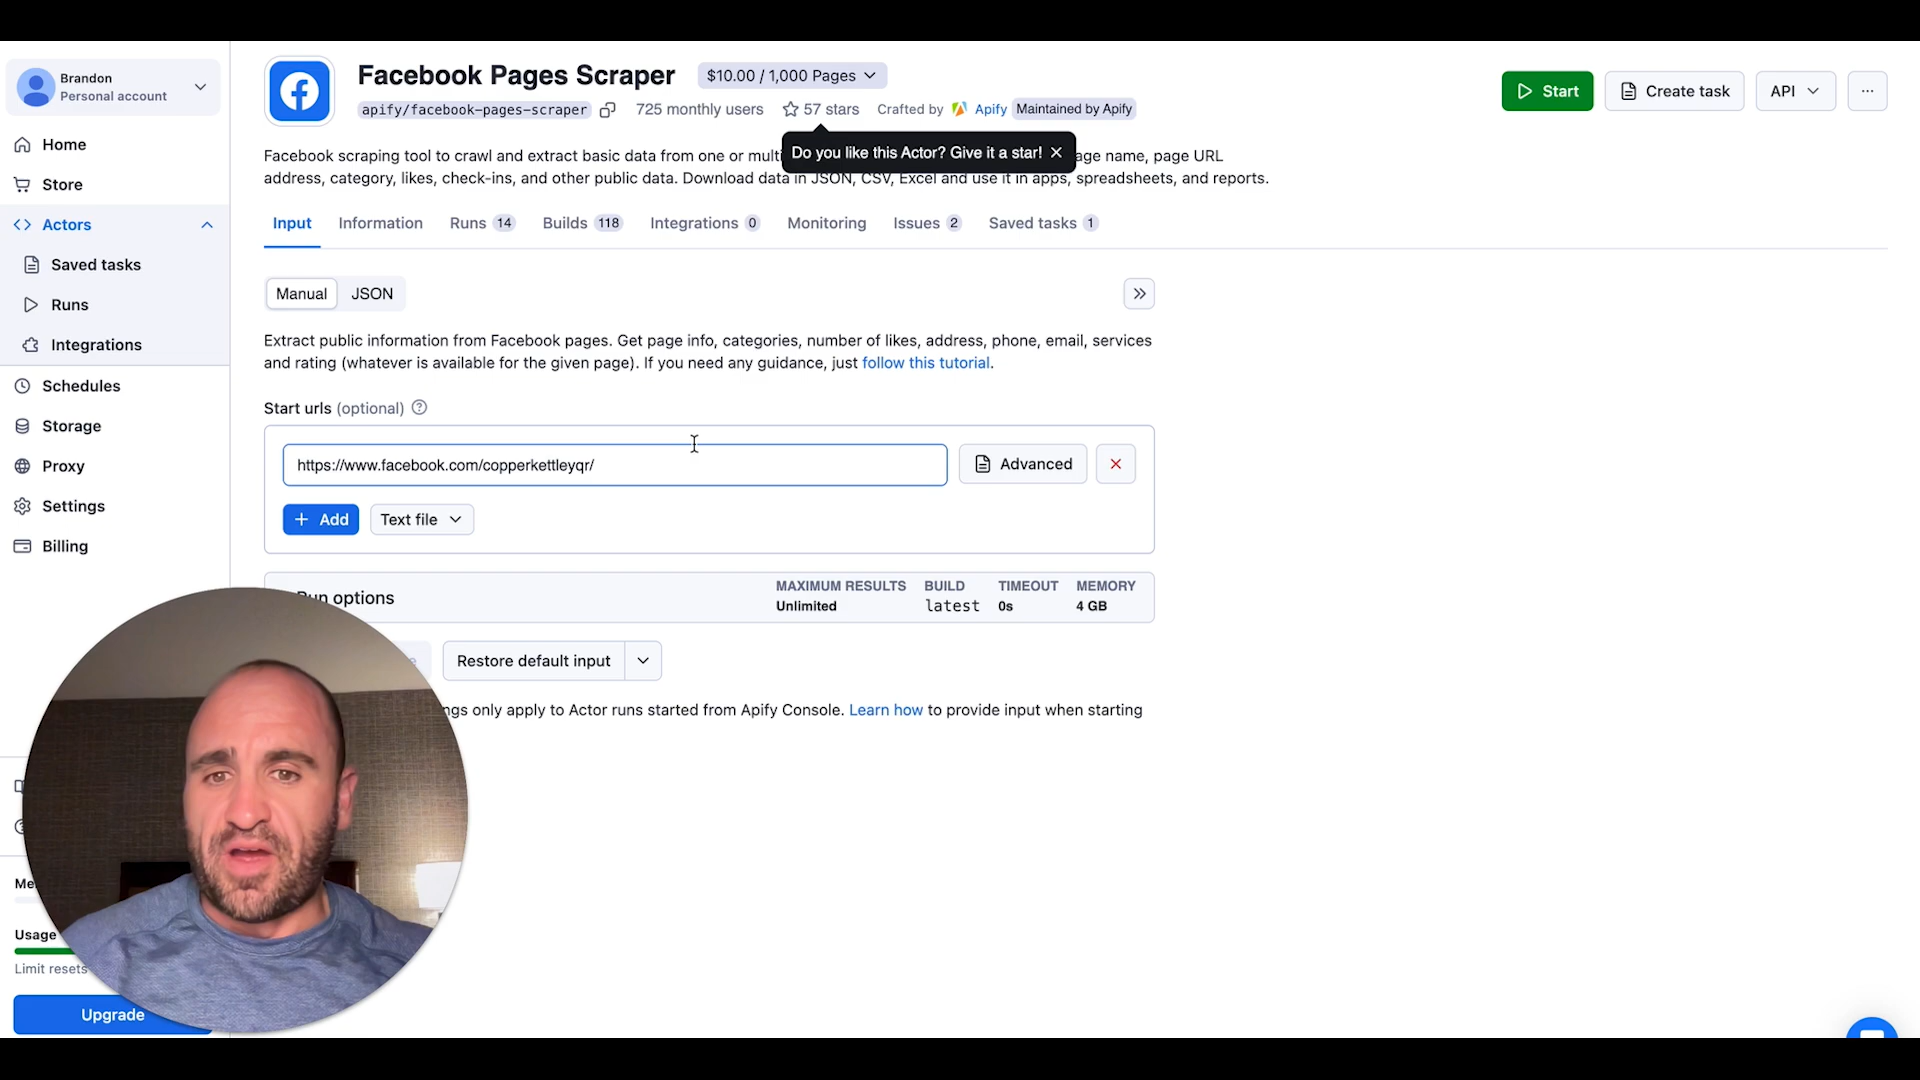 Brandon
Personal account
Home
Store
Actors
Saved tasks
Runs
Integrations
Schedules
Storage
Proxy
Settings
Billing
Usage
Limit resets
Upgrade
Facebook Pages Scraper
$10.00 / 1,000 Pages
apify/facebook-pages-scraper
725 monthly users
57 stars
Crafted by
Apify
Maintained by Apify
Start
Create task
API
Do you like this Actor? Give it a star!
Facebook scraping tool to crawl and extract basic data from one or multi age name, page URL
address, category, likes, check-ins, and other public data. Download data in JSON, CSV, Excel and use it in apps, spreadsheets, and reports.
Input
Information
Runs 14
Builds 118
Integrations 0
Monitoring
Issues 2
Saved tasks 1
Manual
JSON
Extract public information from Facebook pages. Get page info, categories, number of likes, address, phone, email, services
and rating (whatever is available for the given page). If you need any guidance, just follow this tutorial.
Start urls (optional)
https://www.facebook.com/copperkettleyqr/
Advanced
+ Add
Text file
un options
MAXIMUM RESULTS
Unlimited
BUILD
latest
TIMEOUT
0s
MEMORY
4 GB
Restore default input
ngs only apply to Actor runs started from Apify Console. Learn how to provide input when starting